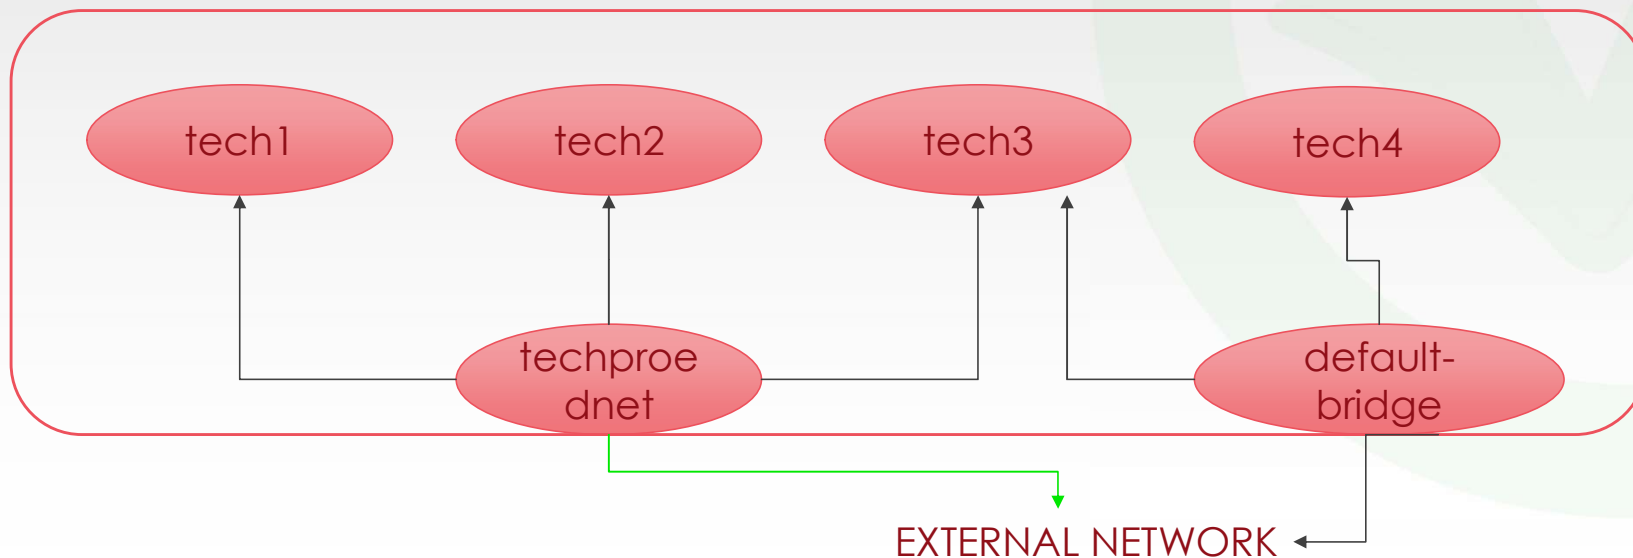 tech1
tech2
tech3
tech4
techproe
dnet
default-
bridge
EXTERNAL NETWORK